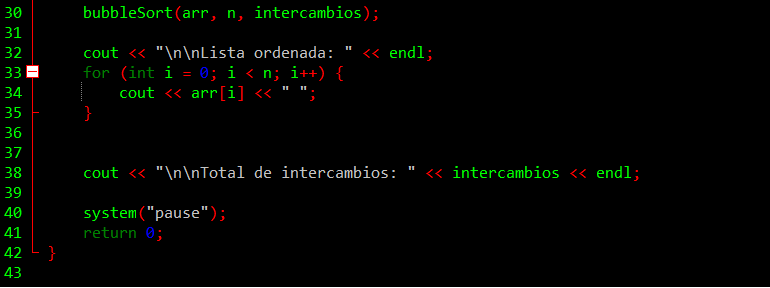 30 bubbleSort(arr, n, intercambios);
31
32 cout << "\n\nLista ordenada: " << endl;
33 for (int i = 0; i < n; i++) {
34 cout << arr[i] << " ";
35 }
36
37
38 cout << "\n\nTotal de intercambios: " << intercambios << endl;
39
40 system("pause");
41 return 0;
42 }
43